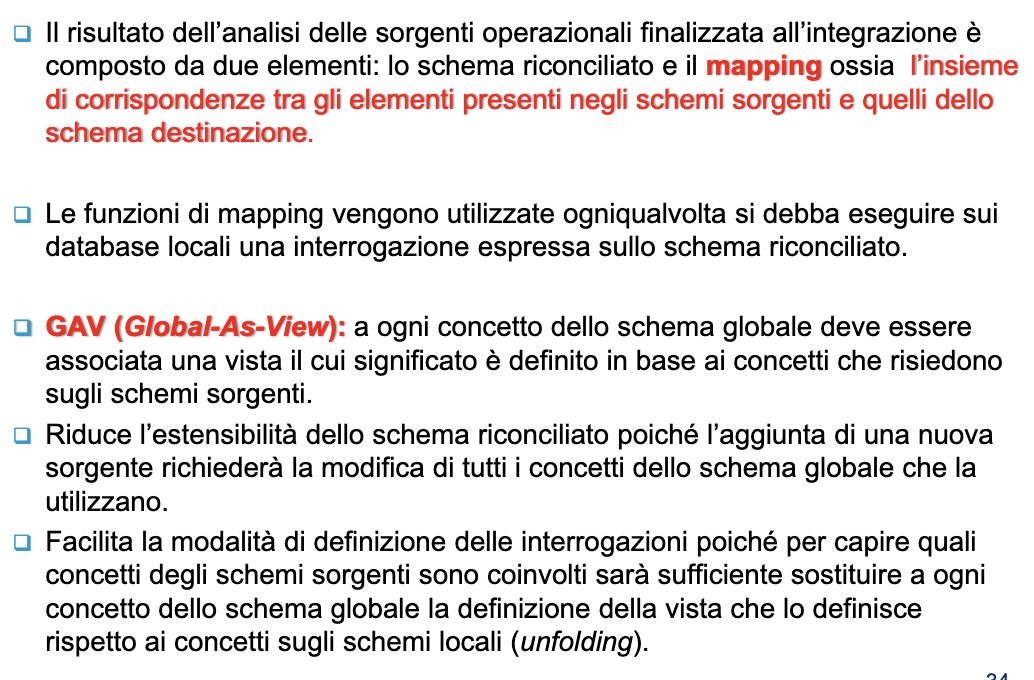 Il risultato dell’analisi delle sorgenti operazionali finalizzata all’integrazione è
composto da due elementi: lo schema riconciliato e il mapping ossia l’insieme
di corrispondenze tra gli elementi presenti negli schemi sorgenti e quelli dello
schema destinazione.
Le funzioni di mapping vengono utilizzate ogniqualvolta si debba eseguire sui
database locali una interrogazione espressa sullo schema riconciliato.
GAV (Global-As-View): a ogni concetto dello schema globale deve essere
associata una vista il cui significato è definito in base ai concetti che risiedono
sugli schemi sorgenti.
Riduce l’estensibilità dello schema riconciliato poiché l’aggiunta di una nuova
sorgente richiederà la modifica di tutti i concetti dello schema globale che la
utilizzano.
Facilita la modalità di definizione delle interrogazioni poiché per capire quali
concetti degli schemi sorgenti sono coinvolti sarà sufficiente sostituire a ogni
concetto dello schema globale la definizione della vista che lo definisce
rispetto ai concetti sugli schemi locali (unfolding).
34